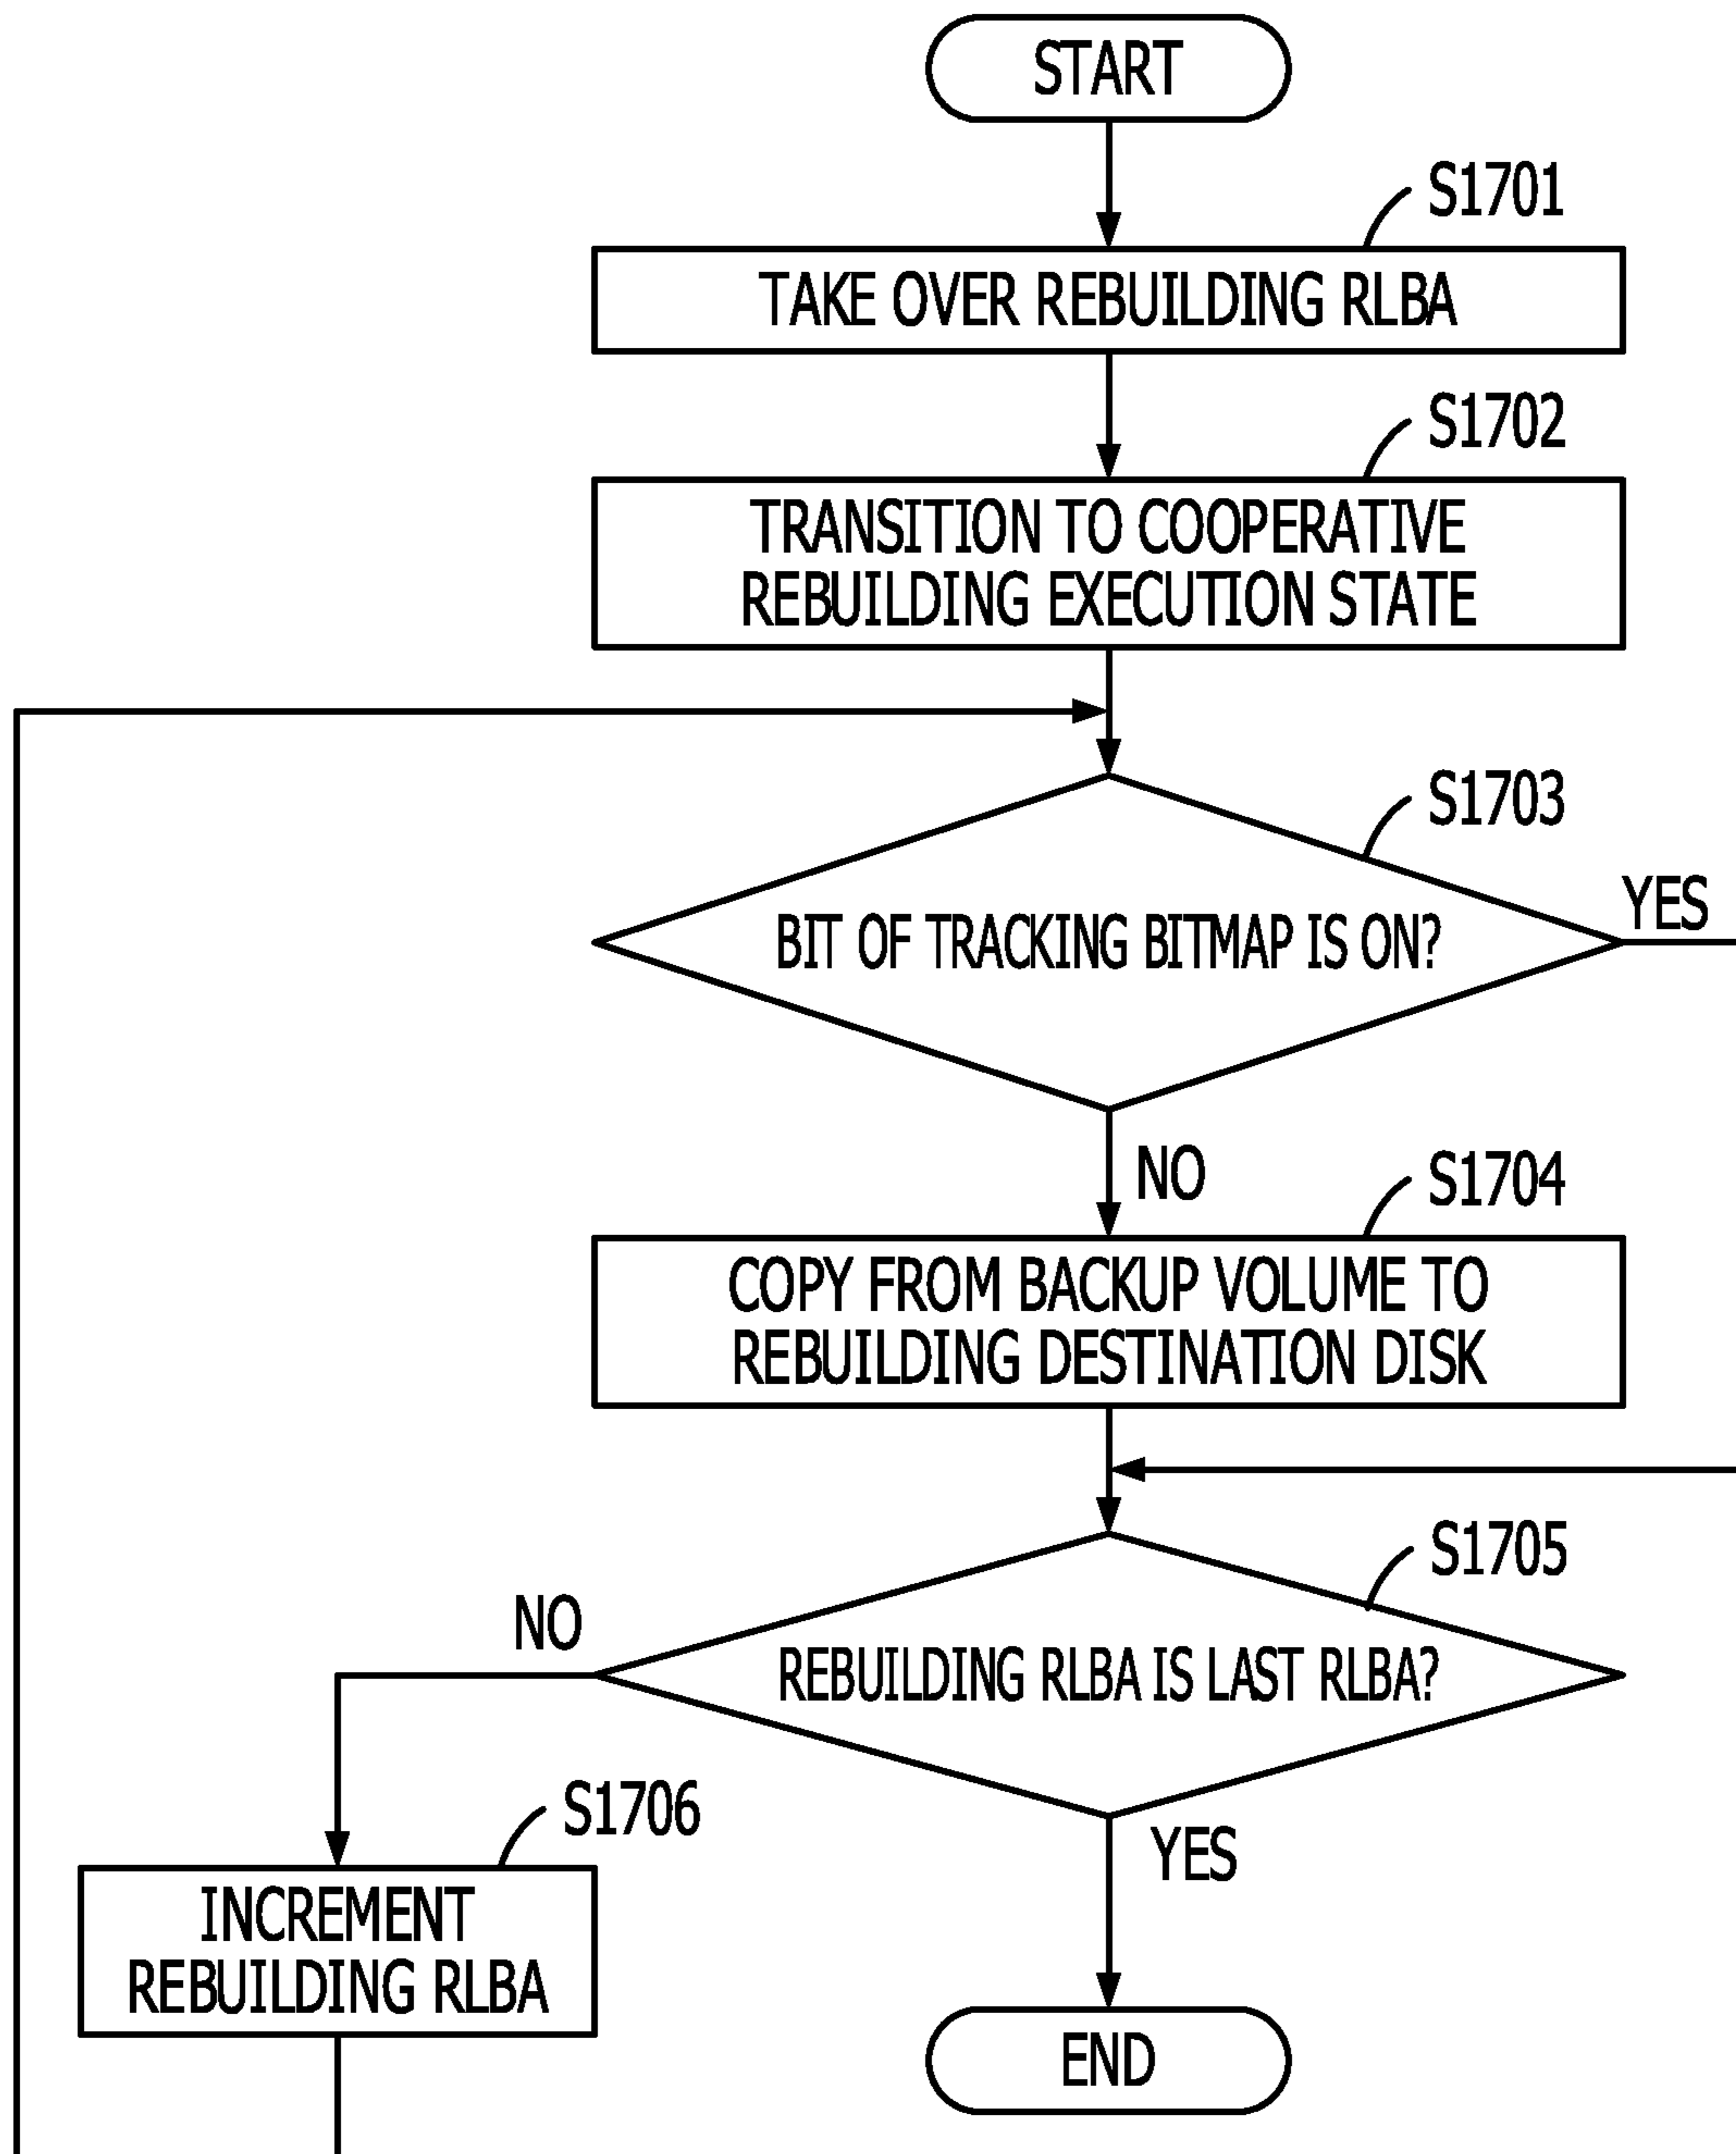 START
S1701
TAKE OVER REBUILDING RLBA
S1702
TRANSITION TO COOPERATIVE
REBUILDING EXECUTION STATE
S1703
BIT OF TRACKING BITMAP IS ON?
YES
NO
S1704
COPY FROM BACKUP VOLUME TO
REBUILDING DESTINATION DISK
S1705
NO
REBUILDING RLBA IS LAST RLBA?
S1706
YES
INCREMENT
REBUILDING RLBA
END